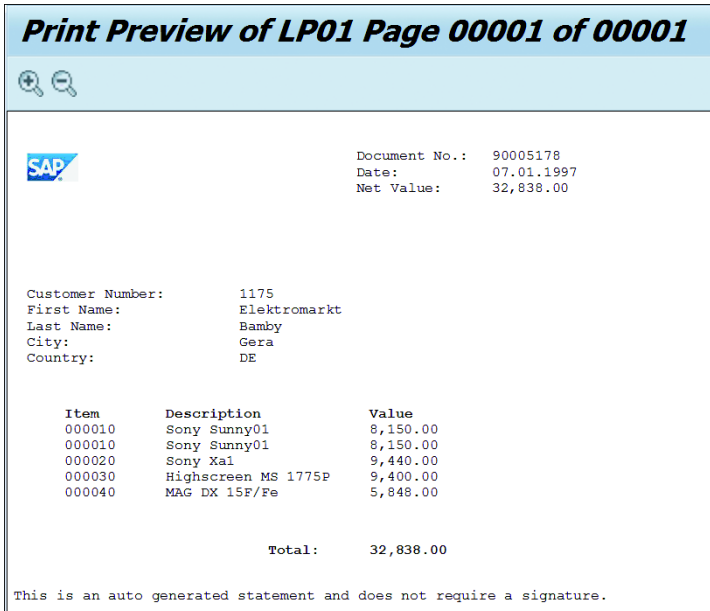 Print Preview of LP01 Page 00001 of 00001
SAP
Document No.: 90005178
Date: 07.01.1997
Net Value: 32,838.00
Customer Number: 1175
First Name: Elektromarkt
Last Name: Bamby
City: Gera
Country: DE
Item Description Value
000010 Sony Sunny01 8,150.00
000010 Sony Sunny01 8,150.00
000020 Sony Xa1 9,440.00
000030 Highscreen MS 1775P 9,400.00
000040 MAG DX 15F/Fe 5,848.00
Total: 32,838.00
This is an auto generated statement and does not require a signature.